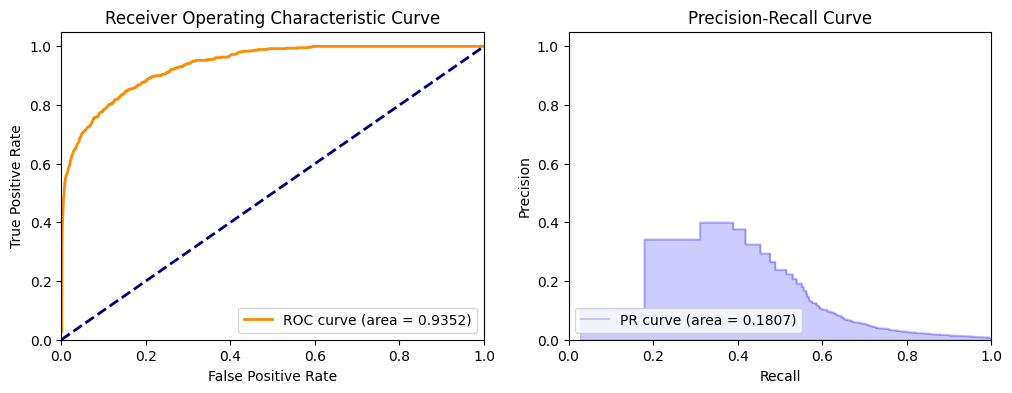 Receiver Operating Characteristic Curve
1.0
0.8
0.6
0.4
0.2
0.0
True Positive Rate
0.0 0.2 0.4 0.6 0.8 1.0
False Positive Rate
ROC curve (area = 0.9352)
Precision-Recall Curve
1.0
0.8
0.6
0.4
0.2
0.0
Precision
0.0 0.2 0.4 0.6 0.8 1.0
Recall
PR curve (area = 0.1807)